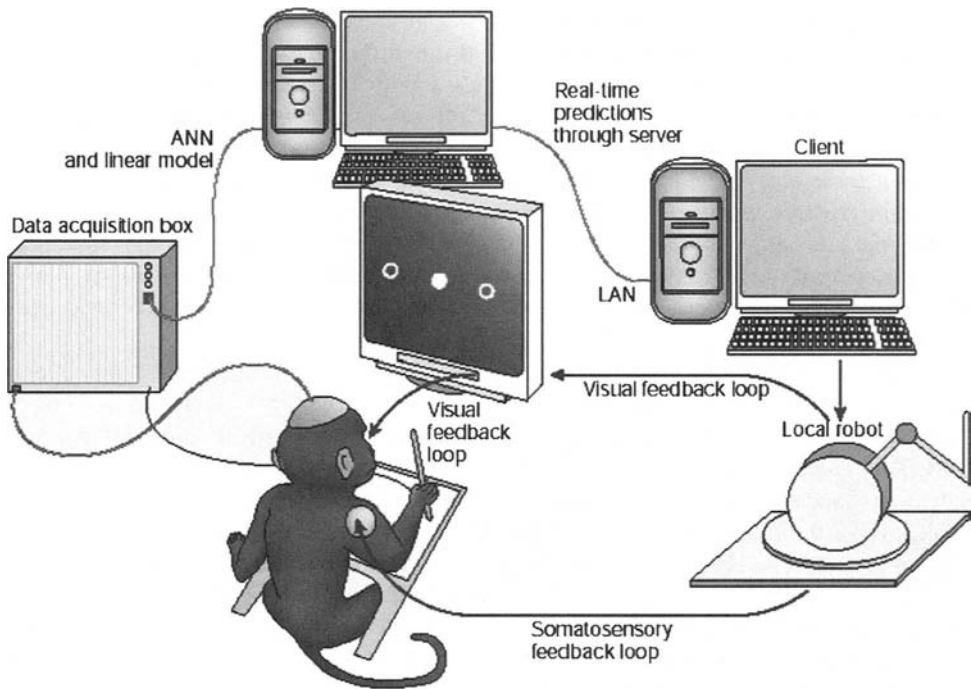 Real-time
predictions
through server
ANN
and linear model
Client
Data acquisition box
LAN
Visual feedback loop
Visual
feedback
loop
Local robot
Somatosensory
feedback loop